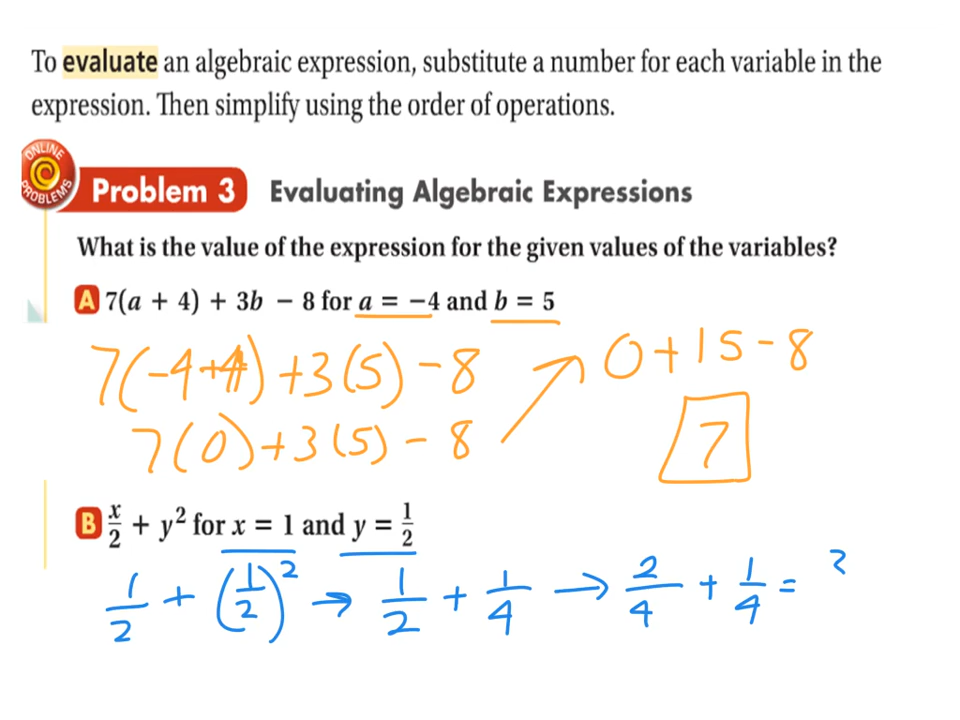 To evaluate an algebraic expression, substitute a number for each variable in the
expression. Then simplify using the order of operations.
ONLINE PROBLEMS
Problem 3 Evaluating Algebraic Expressions
What is the value of the expression for the given values of the variables?
A 7(a + 4) + 3b − 8 for a = −4 and b = 5
7(-4+4) +3(5) -8
0+15-8
7(0)+3(5)-8
7
B x/2 + y² for x = 1 and y = 1/2
1/2 + (1/2)² → 1/2 + 1/4 → 2/4 + 1/4 = 3